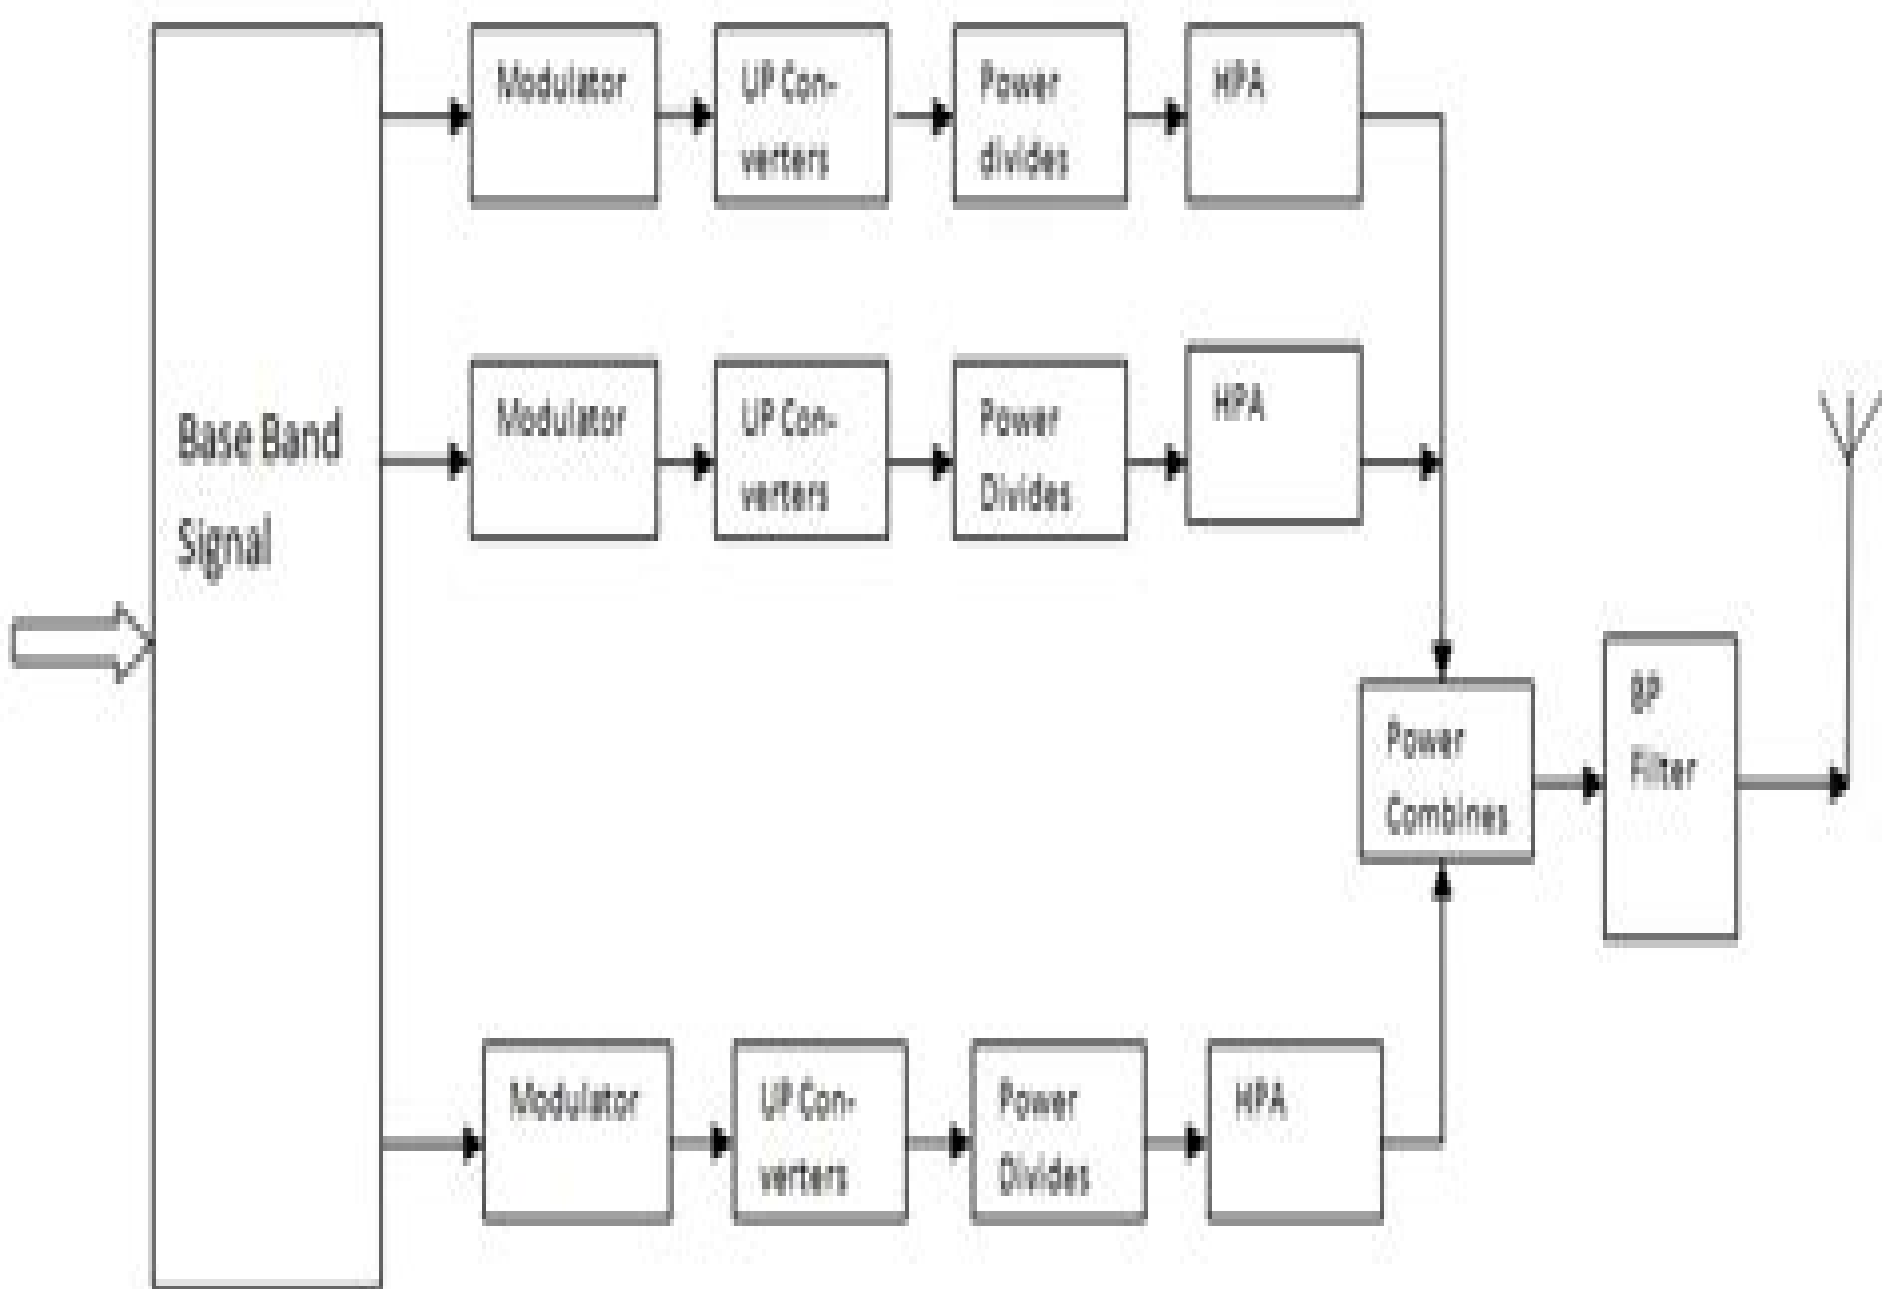 Modulator
UP Con-
verters
Power
divides
HPA
Base Band
Signal
Modulator
UP Con-
verters
Power
Divides
HPA
Power
Combines
BP
Filter
Modulator
UP Con-
verters
Power
Divides
HPA